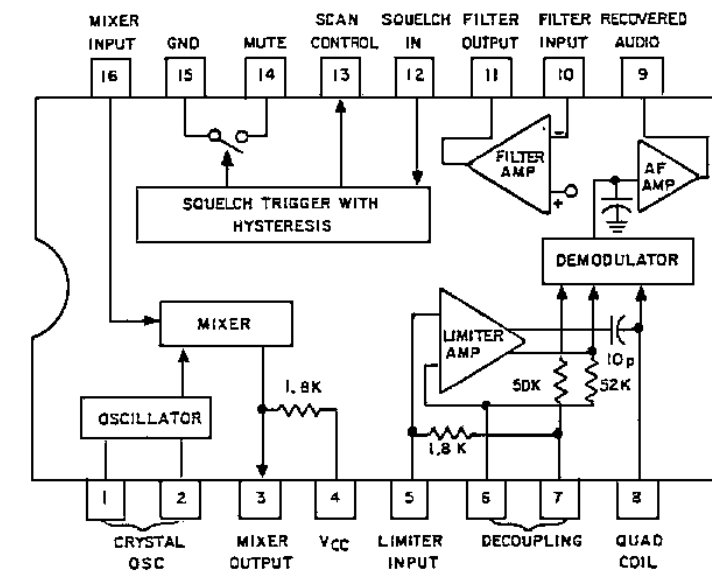 MIXER INPUT
GND
MUTE
SCAN CONTROL
SQUELCH IN
FILTER OUTPUT
FILTER INPUT
RECOVERED AUDIO
16
15
14
13
12
11
10
9
FILTER AMP
-
+
AF AMP
SQUELCH TRIGGER WITH
HYSTERESIS
DEMODULATOR
MIXER
LIMITER AMP
10p
50K
52K
1.8K
OSCILLATOR
1.8 K
1
2
3
4
5
6
7
8
CRYSTAL OSC
MIXER OUTPUT
VCC
LIMITER INPUT
DECOUPLING
QUAD COIL